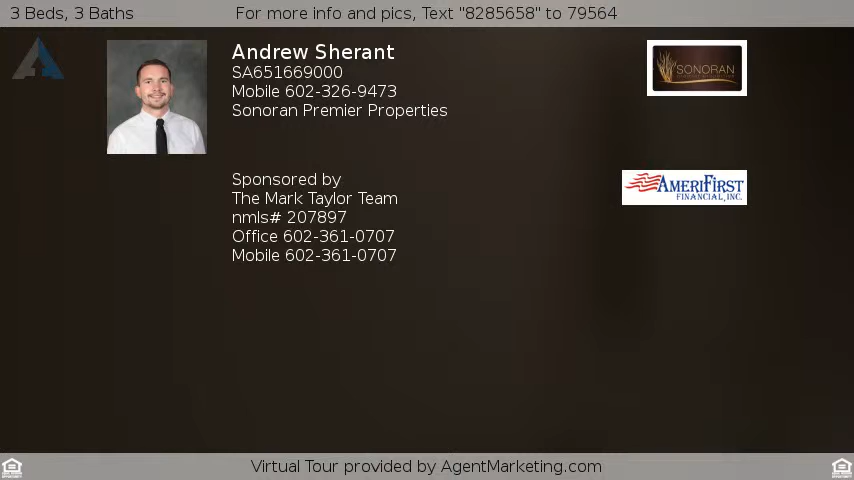 3 Beds, 3 Baths
For more info and pics, Text "8285658" to 79564
Andrew Sherant
SA651669000
Mobile 602-326-9473
Sonoran Premier Properties
SONORAN
Sponsored by
The Mark Taylor Team
nmls# 207897
Office 602-361-0707
Mobile 602-361-0707
AMERIFIRST
FINANCIAL, INC.
Virtual Tour provided by AgentMarketing.com